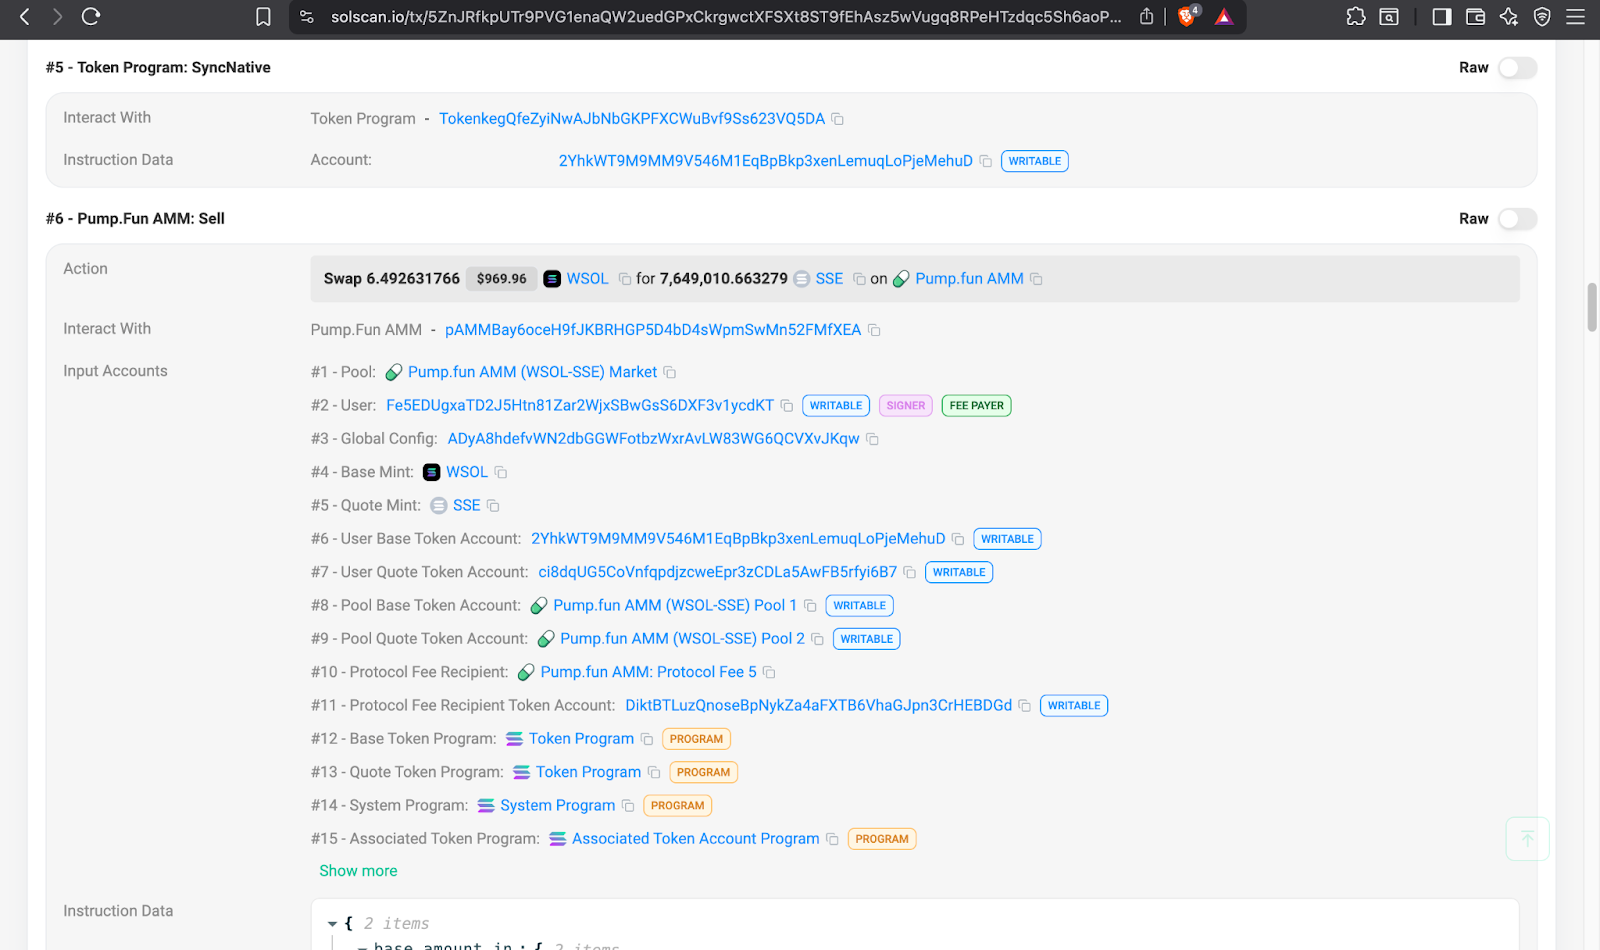 solscan.io/tx/5ZnJRfkpUTr9PVG1enaQW2uedGPxCkrgwctXFSXt8ST9fEhAsz5wVugq8RPeHTzdqc5Sh6aoP... 4
#5 - Token Program: SyncNative Raw
Interact With Token Program - TokenkegQfeZyiNwAJbNbGKPFXCWuBvf9Ss623VQ5DA
Instruction Data Account: 2YhkWT9M9MM9V546M1EqBpBkp3xenLemuqLoPjeMehuD WRITABLE
#6 - Pump.Fun AMM: Sell Raw
Action Swap 6.492631766 $969.96 WSOL for 7,649,010.663279 SSE on Pump.fun AMM
Interact With Pump.Fun AMM - pAMMBay6oceH9fJKBRHGP5D4bD4sWpmSwMn52FMfXEA
Input Accounts #1 - Pool: Pump.fun AMM (WSOL-SSE) Market
#2 - User: Fe5EDUgxaTD2J5Htn81Zar2WjxSBwGsS6DXF3v1ycdKT WRITABLE SIGNER FEE PAYER
#3 - Global Config: ADyA8hdefvWN2dbGGWFotbzWxrAvLW83WG6QCVXvJKqw
#4 - Base Mint: WSOL
#5 - Quote Mint: SSE
#6 - User Base Token Account: 2YhkWT9M9MM9V546M1EqBpBkp3xenLemuqLoPjeMehuD WRITABLE
#7 - User Quote Token Account: ci8dqUG5CoVnfqpdjzcweEpr3zCDLa5AwFB5rfyi6B7 WRITABLE
#8 - Pool Base Token Account: Pump.fun AMM (WSOL-SSE) Pool 1 WRITABLE
#9 - Pool Quote Token Account: Pump.fun AMM (WSOL-SSE) Pool 2 WRITABLE
#10 - Protocol Fee Recipient: Pump.fun AMM: Protocol Fee 5
#11 - Protocol Fee Recipient Token Account: DiktBTLuzQnoseBpNykZa4aFXTB6VhaGJpn3CrHEBDGd WRITABLE
#12 - Base Token Program: Token Program PROGRAM
#13 - Quote Token Program: Token Program PROGRAM
#14 - System Program: System Program PROGRAM
#15 - Associated Token Program: Associated Token Account Program PROGRAM
Show more
Instruction Data { 2 items
base_amount_in: { 2 items